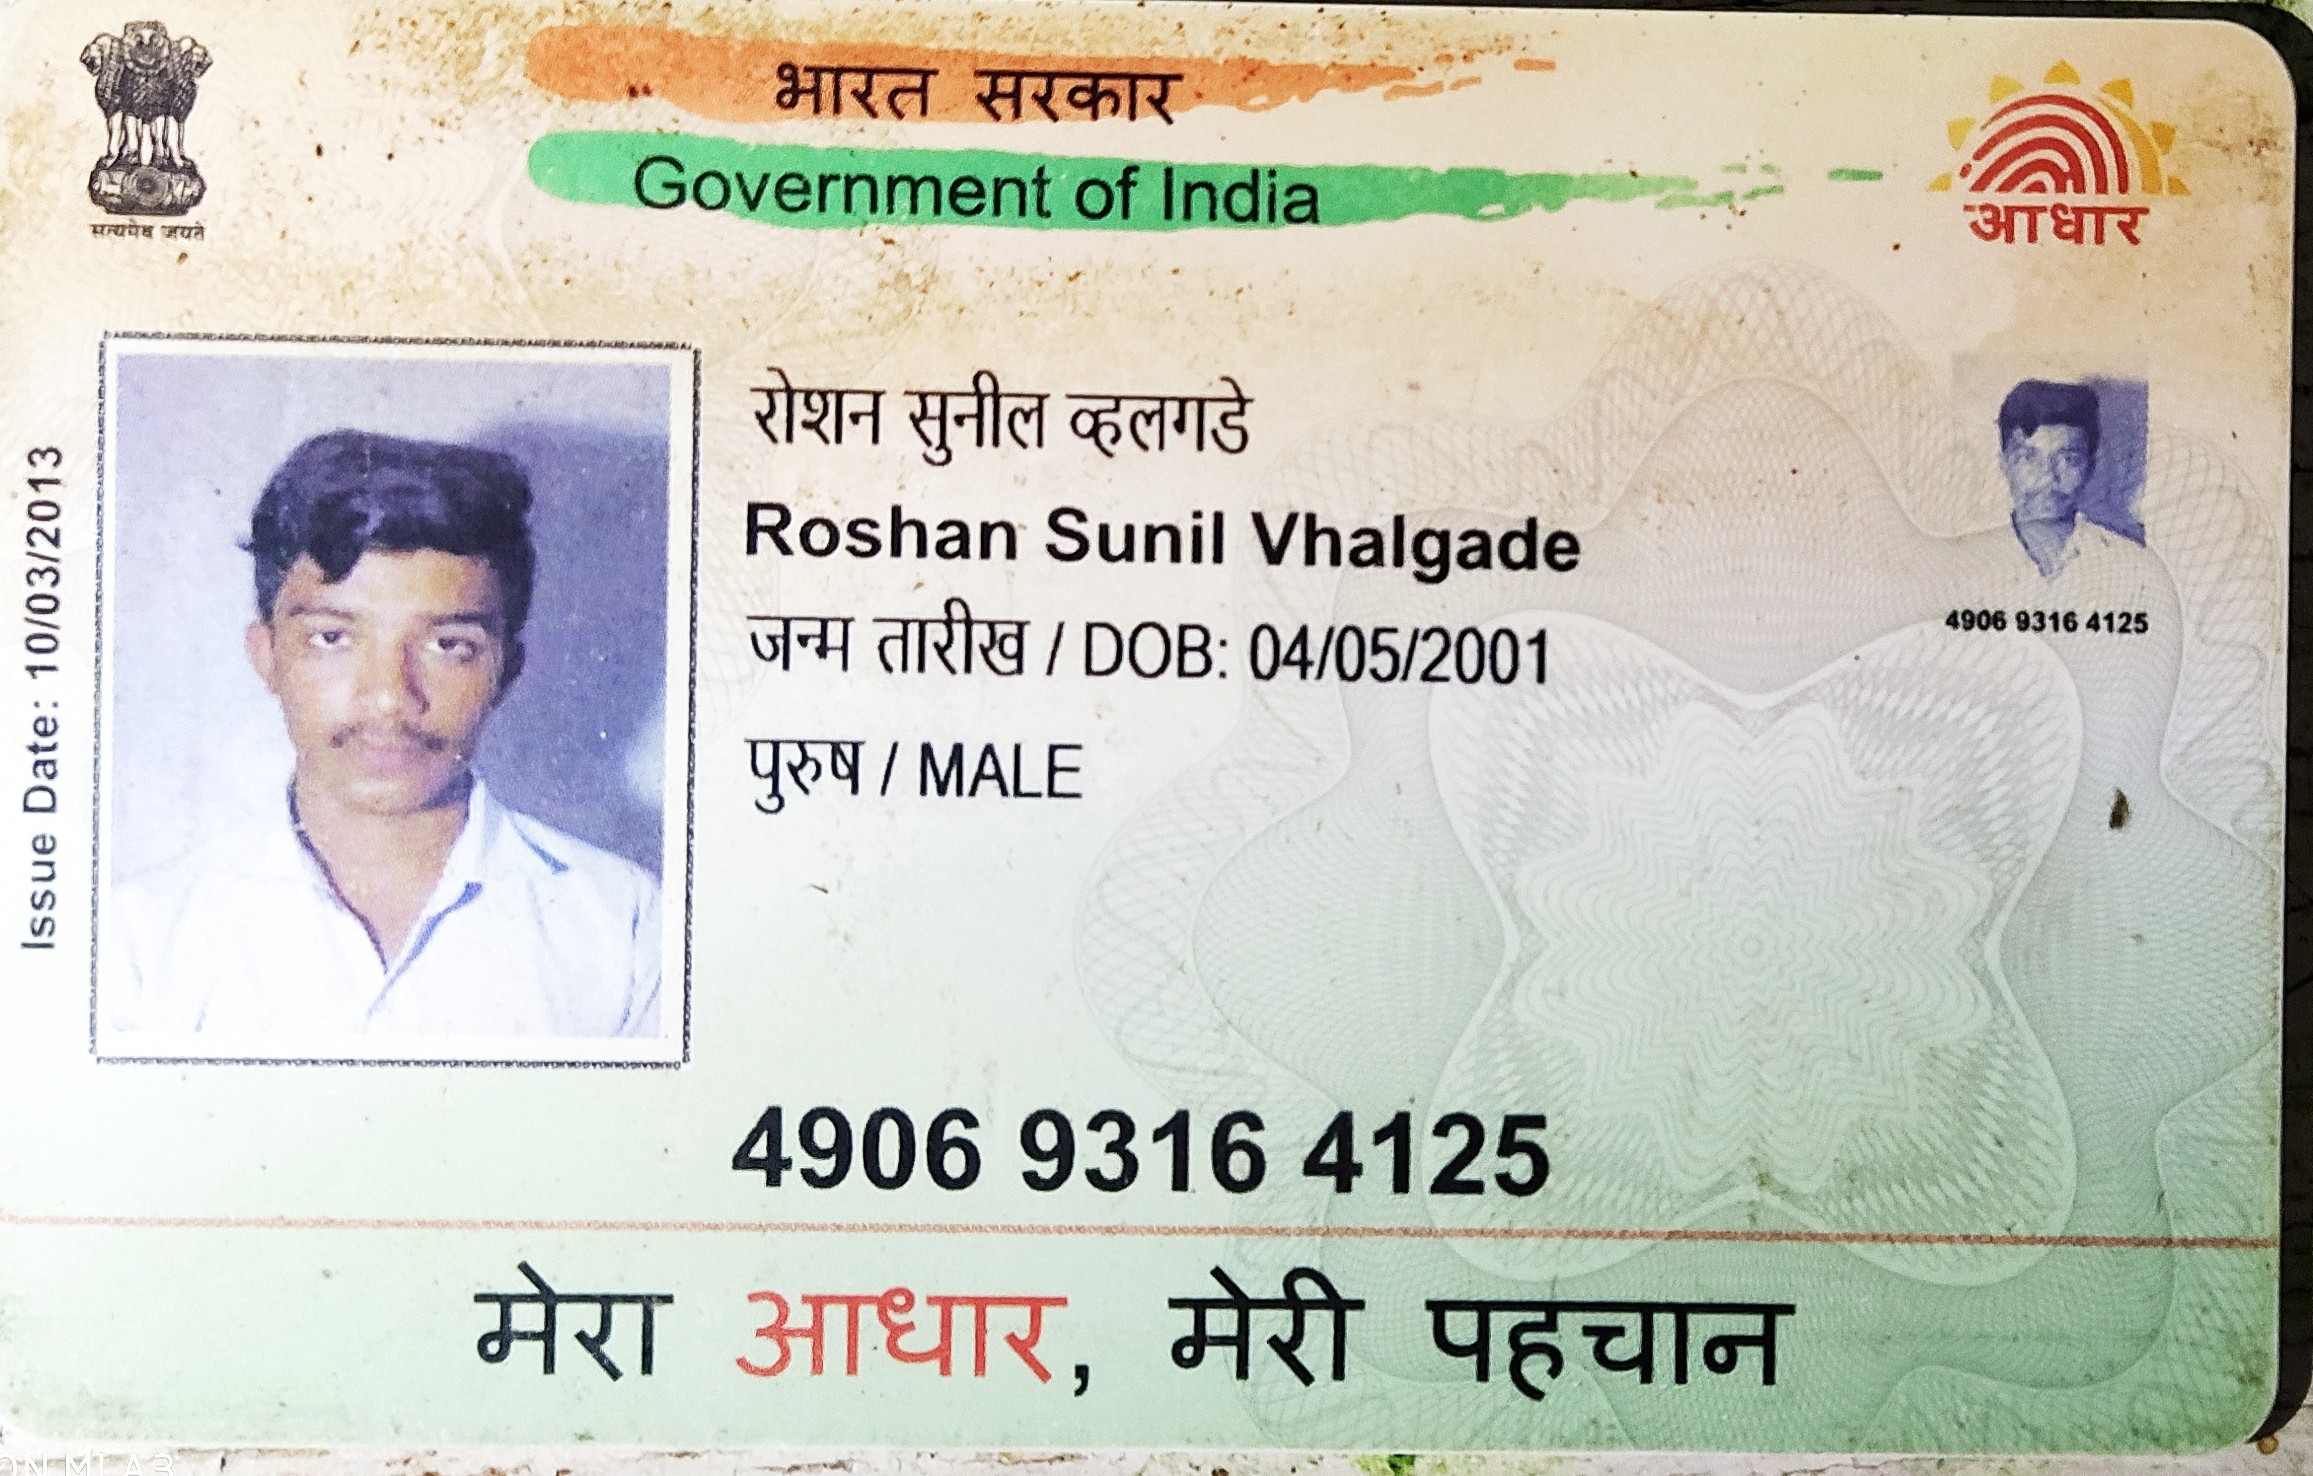 भारत सरकार
Government of India
सत्यमेव जयते
आधार
Issue Date: 10/03/2013
रोशन सुनील व्हलगडे
Roshan Sunil Vhalgade
जन्म तारीख / DOB: 04/05/2001
पुरुष / MALE
4906 9316 4125
4906 9316 4125
मेरा आधार, मेरी पहचान